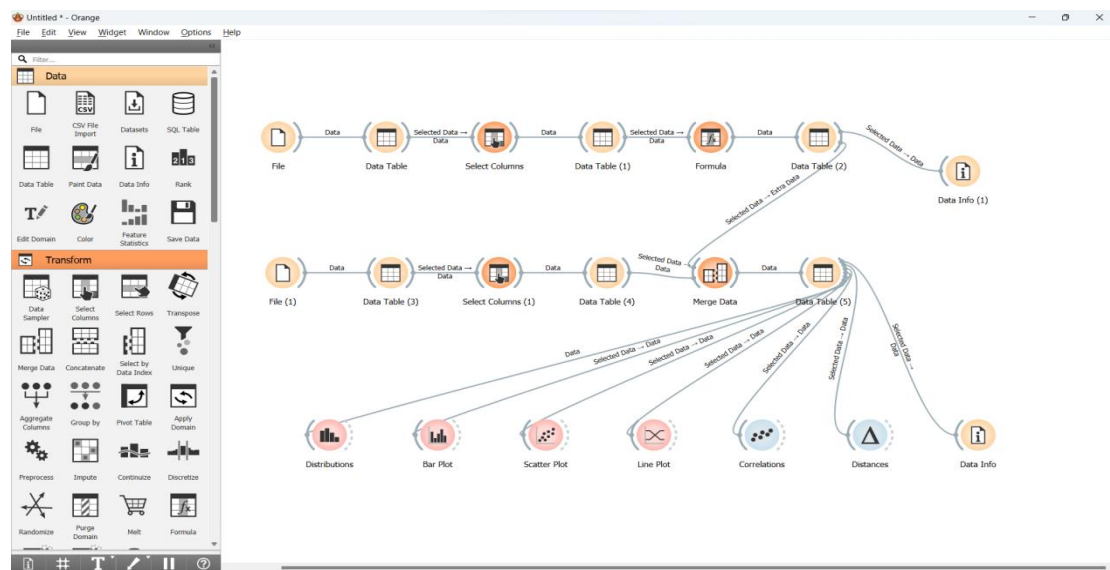 Untitled * - Orange
File Edit View Widget Window Options Help
Filter...
Data
File
CSV File Import
Datasets
SQL Table
Data Table
Paint Data
Data Info
Rank
Edit Domain
Color
Feature Statistics
Save Data
Transform
Data Sampler
Select Columns
Select Rows
Transpose
Merge Data
Concatenate
Select by Data Index
Unique
Aggregate Columns
Group by
Pivot Table
Apply Domain
Preprocess
Impute
Continuize
Discretize
Randomize
Purge Domain
Melt
Formula
Data
Selected Data → Data
Data
Selected Data → Data
Data
Selected Data → Data
File
Data Table
Select Columns
Data Table (1)
Formula
Data Table (2)
Data Info (1)
Selected Data → Extra Data
Data
Selected Data → Data
Data
Selected Data → Data
Data
File (1)
Data Table (3)
Select Columns (1)
Data Table (4)
Merge Data
Data Table (5)
Data
Selected Data → Data
Selected Data → Data
Selected Data → Data
Selected Data → Data
Selected Data → Data
Selected Data → Data
Distributions
Bar Plot
Scatter Plot
Line Plot
Correlations
Distances
Data Info